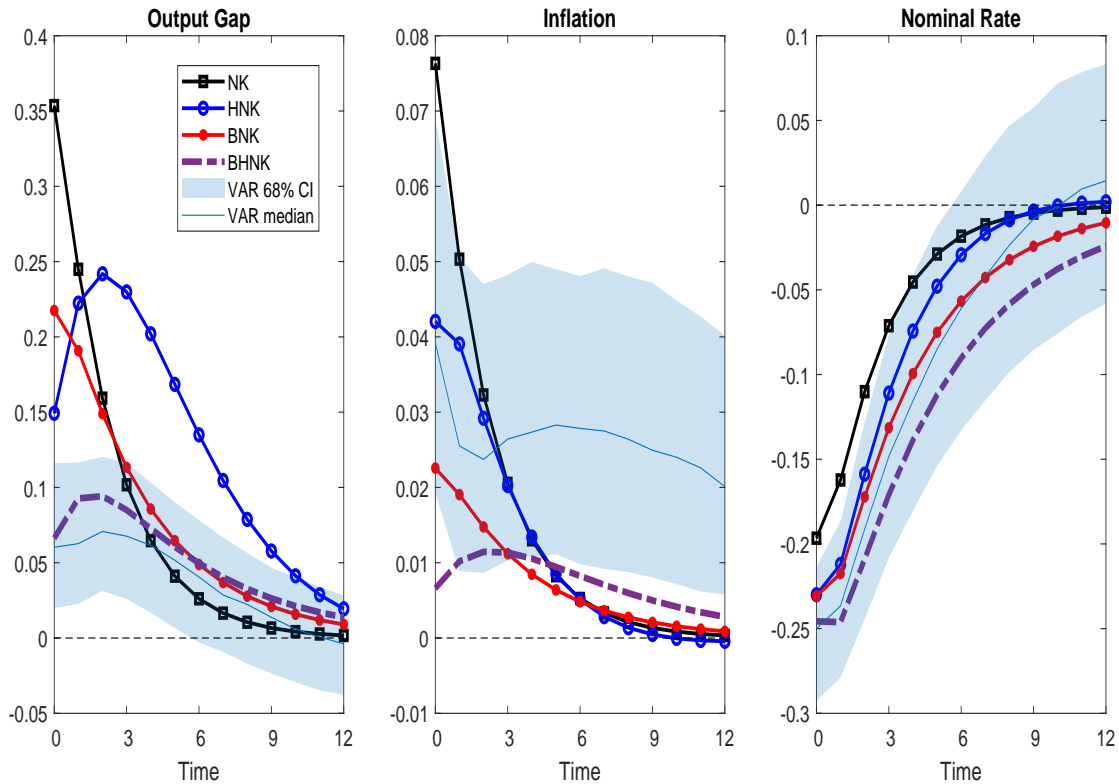 Output Gap
0.4
0.35
0.3
0.25
0.2
0.15
0.1
0.05
0
-0.05
0 3 6 9 12
Time
NK
HNK
BNK
BHNK
VAR 68% CI
VAR median
Inflation
0.08
0.07
0.06
0.05
0.04
0.03
0.02
0.01
0
-0.01
0 3 6 9 12
Time
Nominal Rate
0.1
0.05
0
-0.05
-0.1
-0.15
-0.2
-0.25
-0.3
0 3 6 9 12
Time